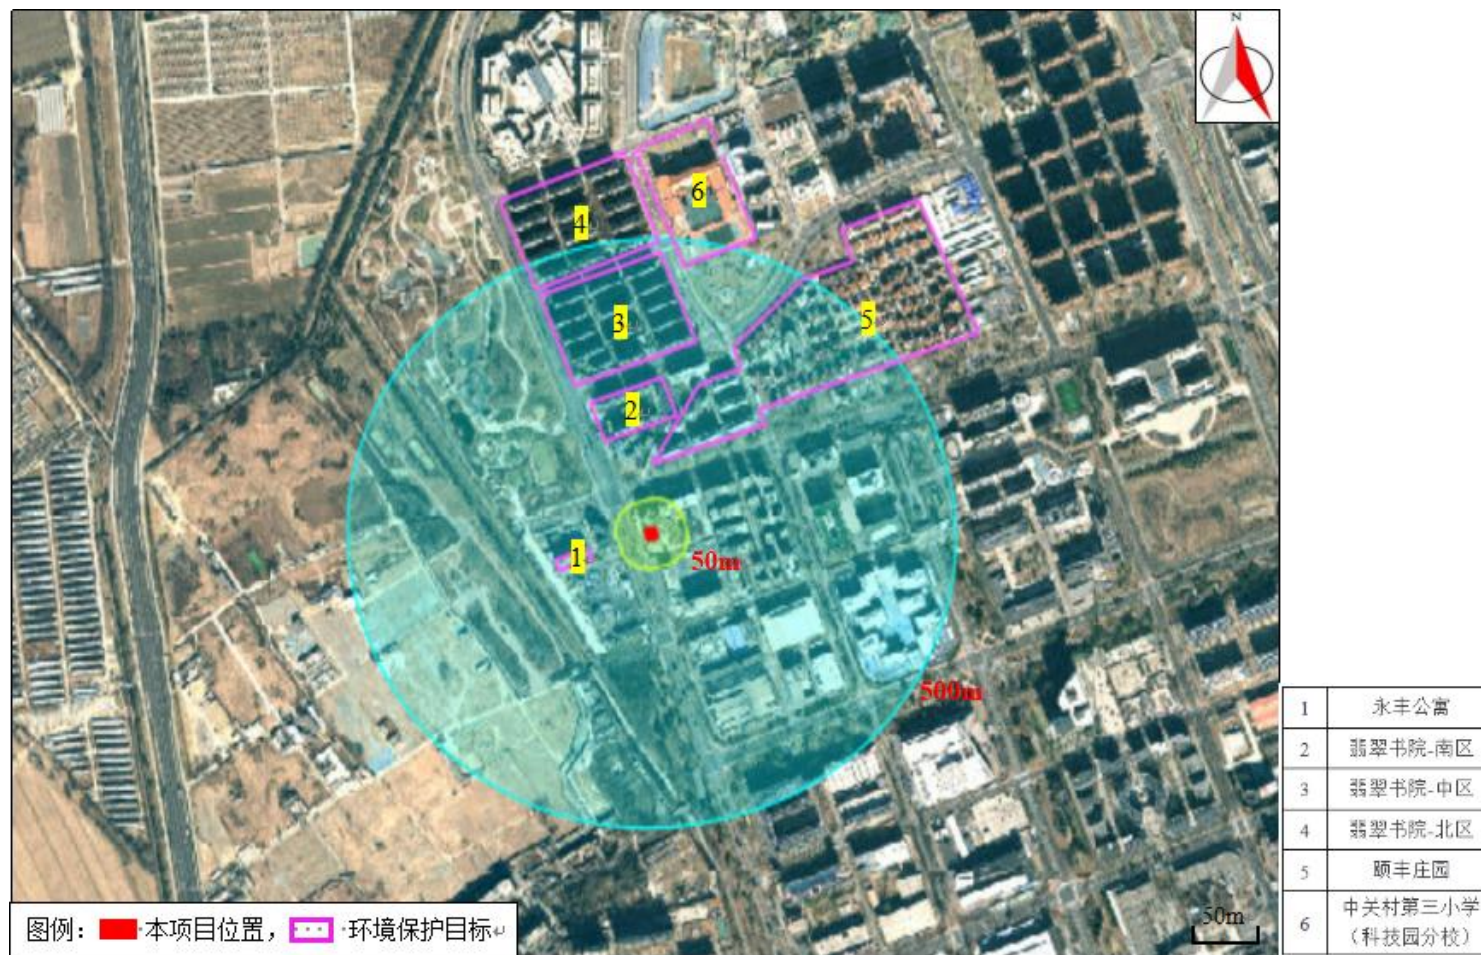 N
6
4
3
5
2
1
50m
500m
50m
图例： 本项目位置， 环境保护目标
1 永丰公寓
2 翡翠书院-南区
3 翡翠书院-中区
4 翡翠书院-北区
5 颐丰庄园
6 中关村第三小学
（科技园分校）